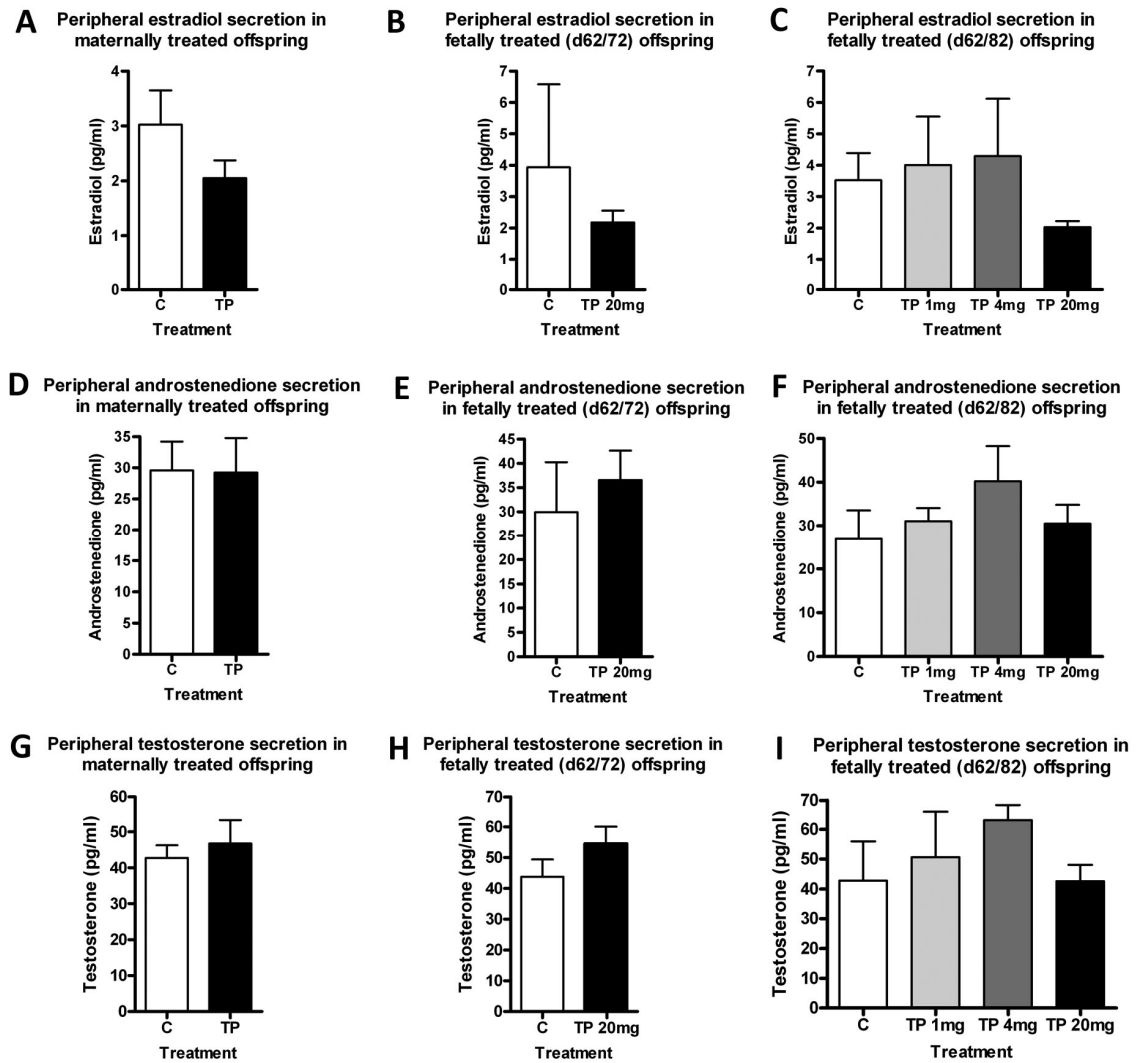 A
Peripheral estradiol secretion in
maternally treated offspring
Estradiol (pg/ml)
4
3
2
1
0
C TP
Treatment
B
Peripheral estradiol secretion in
fetally treated (d62/72) offspring
Estradiol (pg/ml)
7
6
5
4
3
2
1
0
C TP 20mg
Treatment
C
Peripheral estradiol secretion in
fetally treated (d62/82) offspring
Estradiol (pg/ml)
7
6
5
4
3
2
1
0
C TP 1mg TP 4mg TP 20mg
Treatment
D
Peripheral androstenedione secretion
in maternally treated offspring
Androstenedione (pg/ml)
35
30
25
20
15
10
5
0
C TP
Treatment
E
Peripheral androstenedione secretion
in fetally treated (d62/72) offspring
Androstenedione (pg/ml)
45
40
35
30
25
20
15
10
5
0
C TP 20mg
Treatment
F
Peripheral androstenedione secretion
in fetally treated (d62/82) offspring
Androstenedione (pg/ml)
50
40
30
20
10
0
C TP 1mg TP 4mg TP 20mg
Treatment
G
Peripheral testosterone secretion in
maternally treated offspring
Testosterone (pg/ml)
60
50
40
30
20
10
0
C TP
Treatment
H
Peripheral testosterone secretion in
fetally treated (d62/72) offspring
Testosterone (pg/ml)
70
60
50
40
30
20
10
0
C TP 20mg
Treatment
I
Peripheral testosterone secretion in
fetally treated (d62/82) offspring
Testosterone (pg/ml)
70
60
50
40
30
20
10
0
C TP 1mg TP 4mg TP 20mg
Treatment